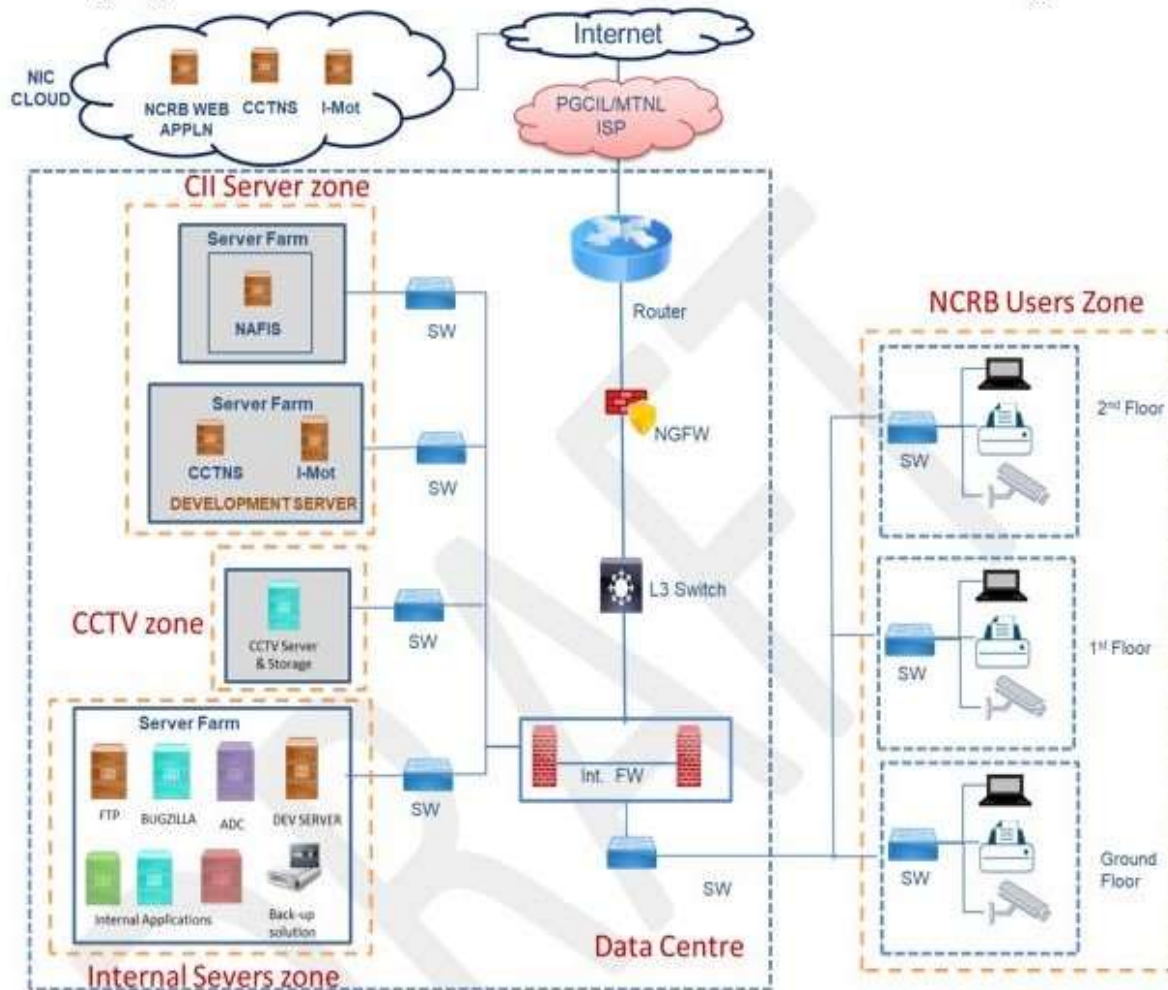 Internet
NIC
CLOUD
NCRB WEB
APPLN
CCTNS
I-Mot
PGCIL/MTNL
ISP
CII Server zone
Server Farm
NAFIS
SW
Router
NCRB Users Zone
Server Farm
CCTNS
I-Mot
DEVELOPMENT SERVER
SW
NGFW
SW
2nd Floor
CCTV zone
CCTV Server
& Storage
SW
L3 Switch
SW
1st Floor
Server Farm
FTP
BUGZILLA
ADC
DEV SERVER
Internal Applications
Back-up
solution
SW
Int. FW
SW
SW
Ground
Floor
Data Centre
Internal Severs zone
DRAFT